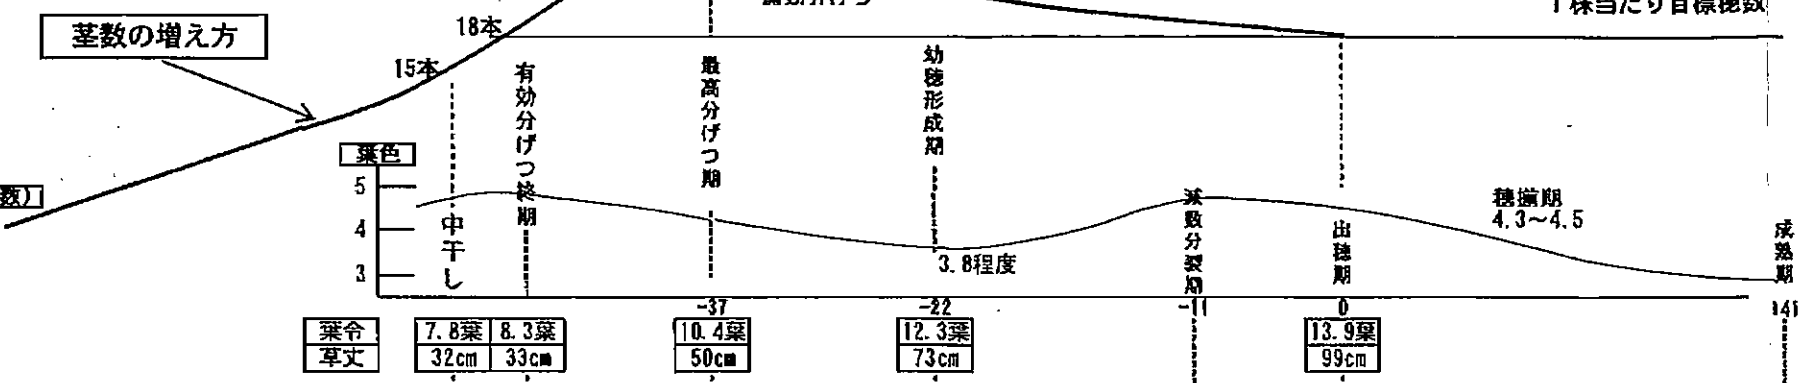 1株当たり目標穂数
茎数の増え方
18本
15本
有効分げつ終期
最高分げつ期
幼穂形成期
葉色
5
4
3
数)
中干し
3.8程度
減数分裂期
出穂期
穂揃期
4.3～4.5
成熟期
-37 -22 -11 0
葉令 7.8葉 8.3葉 10.4葉 12.3葉 13.9葉
草丈 32cm 33cm 50cm 73cm 99cm